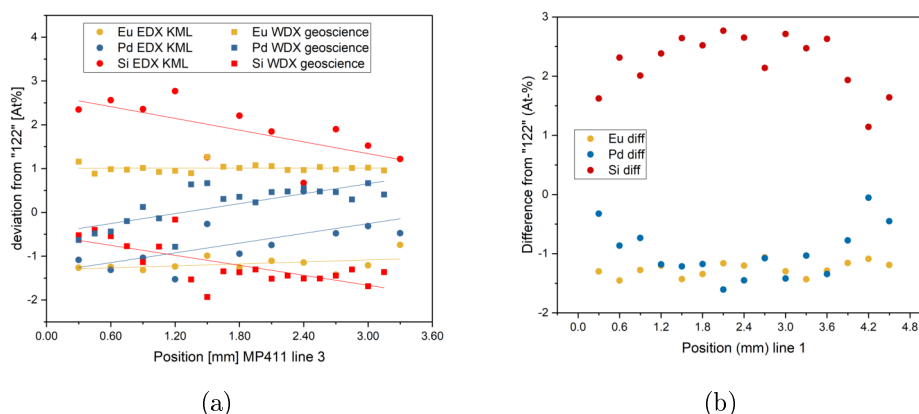 Eu EDX KML Eu WDX geoscience
Pd EDX KML Pd WDX geoscience
Si EDX KML Si WDX geoscience
deviation from "122" [At%]
5
4
3
2
1
0
-1
-2
0.00 0.60 1.20 1.80 2.40 3.00 3.60
Position [mm] MP411 line 3
(a)
Difference from "122" (At-%)
3
2
1
0
-1
-2
Eu diff
Pd diff
Si diff
0.0 0.6 1.2 1.8 2.4 3.0 3.6 4.2 4.8
Position (mm) line 1
(b)